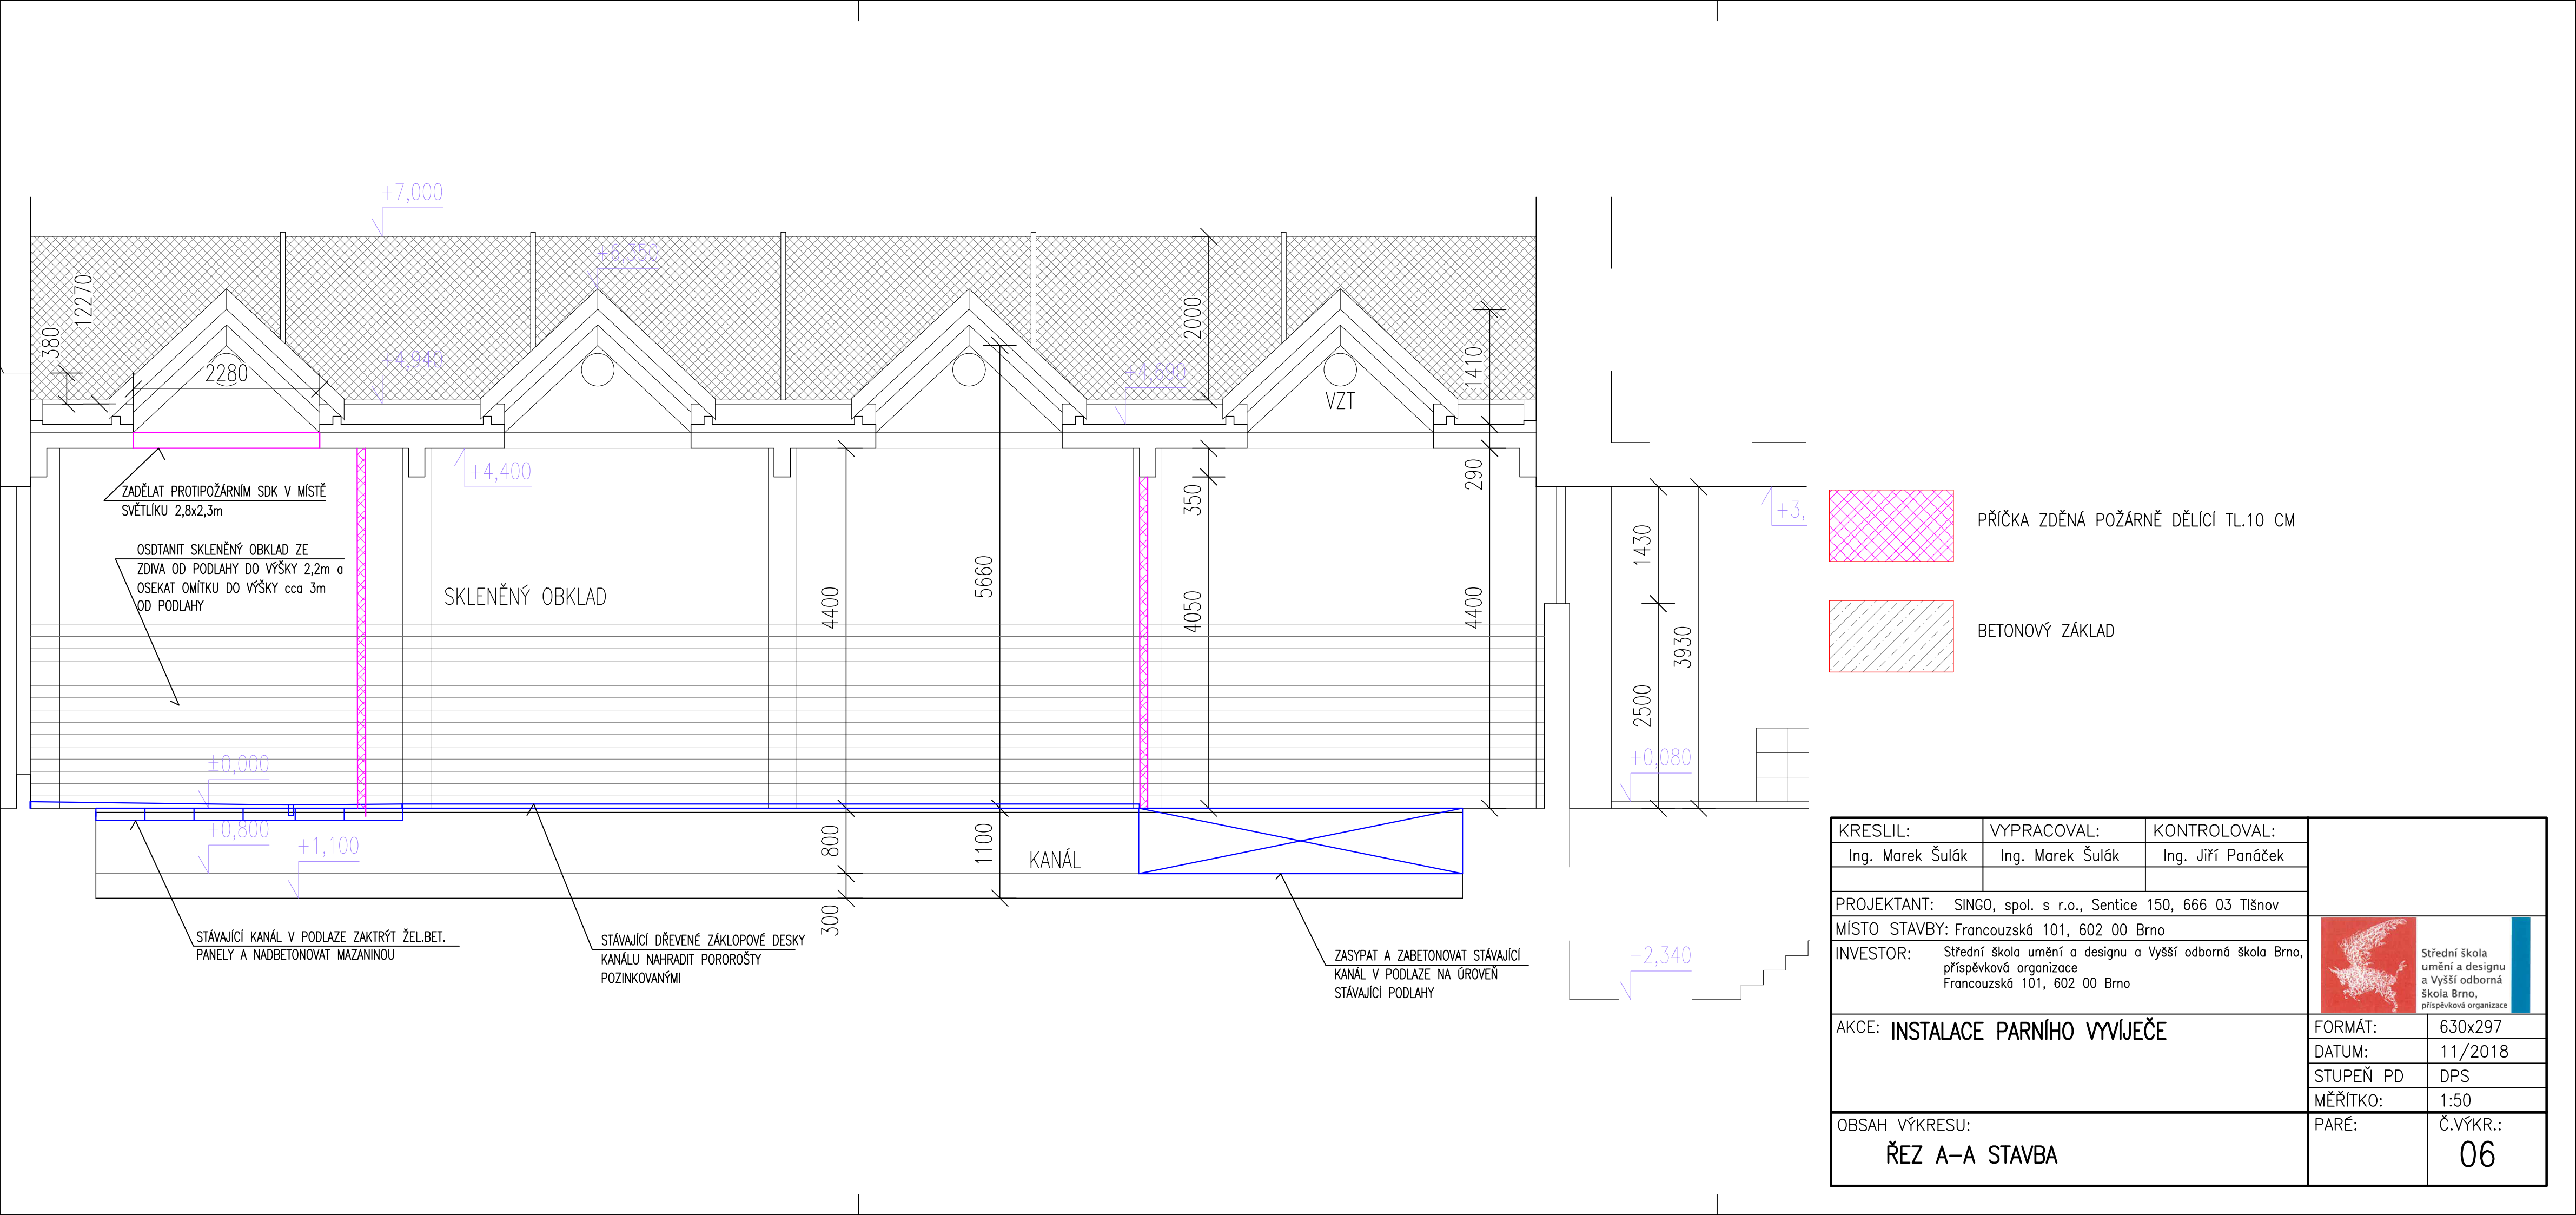 +7,000
+6,350
12270
380
2280
+4,940
+4,690
2000
1410
VZT
+4,400
290
350
+3,
ZADĚLAT PROTIPOŽÁRNÍM SDK V MÍSTĚ
SVĚTLÍKU 2,8x2,3m
OSDTANIT SKLENĚNÝ OBKLAD ZE
ZDIVA OD PODLAHY DO VÝŠKY 2,2m a
OSEKAT OMÍTKU DO VÝŠKY cca 3m
OD PODLAHY
SKLENĚNÝ OBKLAD
4400
5660
4050
4400
1430
3930
2500
±0,000
+0,080
+0,800
+1,100
800
1100
300
KANÁL
-2,340
STÁVAJÍCÍ KANÁL V PODLAZE ZAKTRÝT ŽEL.BET.
PANELY A NADBETONOVAT MAZANINOU
STÁVAJÍCÍ DŘEVENÉ ZÁKLOPOVÉ DESKY
KANÁLU NAHRADIT POROROŠTY
POZINKOVANÝMI
ZASYPAT A ZABETONOVAT STÁVAJÍCÍ
KANÁL V PODLAZE NA ÚROVEŇ
STÁVAJÍCÍ PODLAHY
PŘÍČKA ZDĚNÁ POŽÁRNĚ DĚLÍCÍ TL.10 CM
BETONOVÝ ZÁKLAD
KRESLIL: VYPRACOVAL: KONTROLOVAL:
Ing. Marek Šulák Ing. Marek Šulák Ing. Jiří Panáček
PROJEKTANT: SINGO, spol. s r.o., Sentice 150, 666 03 TIšnov
MÍSTO STAVBY: Francouzská 101, 602 00 Brno
INVESTOR: Střední škola umění a designu a Vyšší odborná škola Brno,
příspěvková organizace
Francouzská 101, 602 00 Brno
Střední škola
umění a designu
a Vyšší odborná
škola Brno,
příspěvková organizace
AKCE: INSTALACE PARNÍHO VYVÍJEČE
FORMÁT: 630x297
DATUM: 11/2018
STUPEŇ PD DPS
MĚŘÍTKO: 1:50
OBSAH VÝKRESU:
ŘEZ A-A STAVBA
PARÉ: Č.VÝKR.:
06